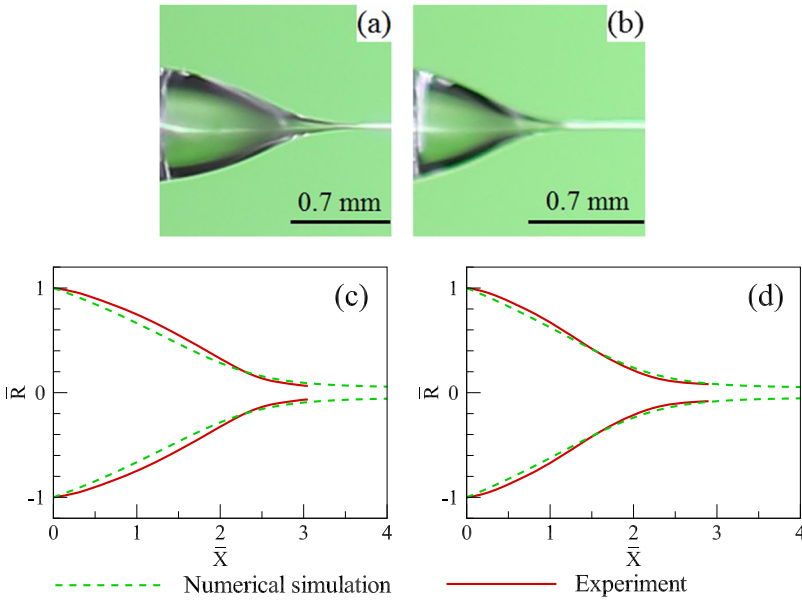 (a)
(b)
0.7 mm
0.7 mm
(c)
(d)
1
0
-1
R̅
0
1
2
3
4
X̅
1
0
-1
R̅
0
1
2
3
4
X̅
Numerical simulation
Experiment